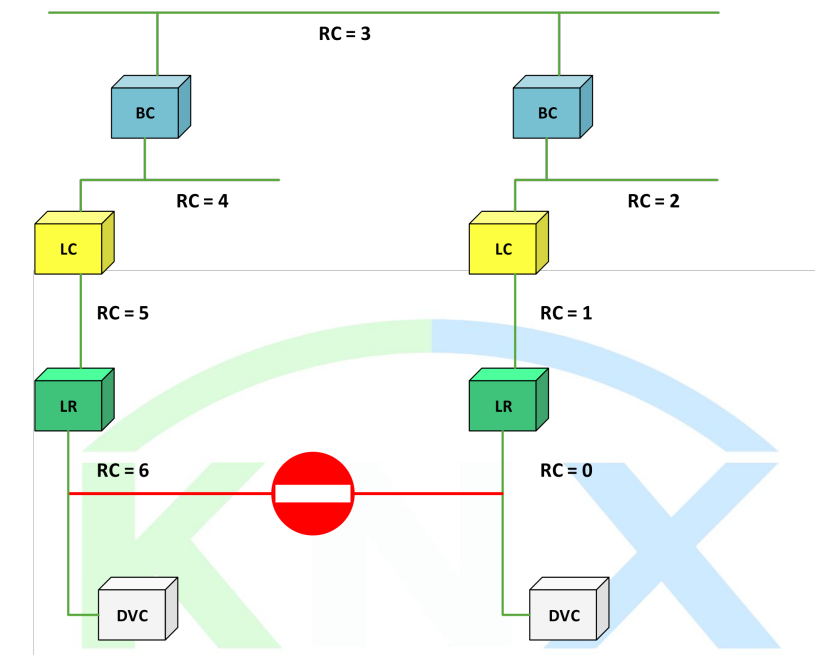 RC = 3
BC
BC
RC = 4
RC = 2
LC
LC
RC = 5
RC = 1
LR
LR
RC = 6
RC = 0
DVC
DVC
KNX